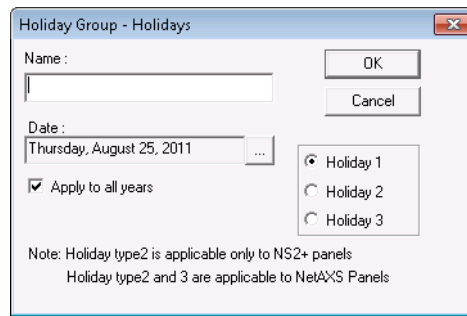 Holiday Group - Holidays
Name :
OK
Cancel
Date :
Thursday, August 25, 2011
...
Apply to all years
Holiday 1
Holiday 2
Holiday 3
Note: Holiday type2 is applicable only to NS2+ panels
Holiday type2 and 3 are applicable to NetAXS Panels